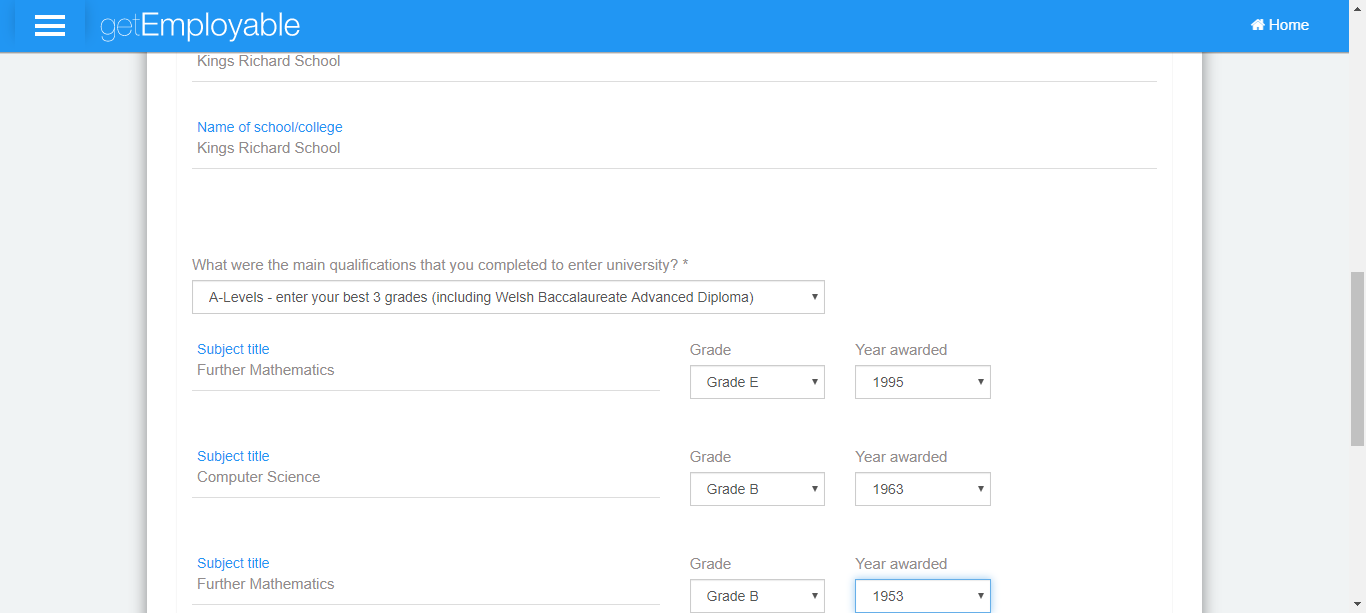 getEmployable Home
Kings Richard School
Name of school/college
Kings Richard School
What were the main qualifications that you completed to enter university? *
A-Levels - enter your best 3 grades (including Welsh Baccalaureate Advanced Diploma)
Subject title Grade Year awarded
Further Mathematics Grade E 1995
Subject title Grade Year awarded
Computer Science Grade B 1963
Subject title Grade Year awarded
Further Mathematics Grade B 1953